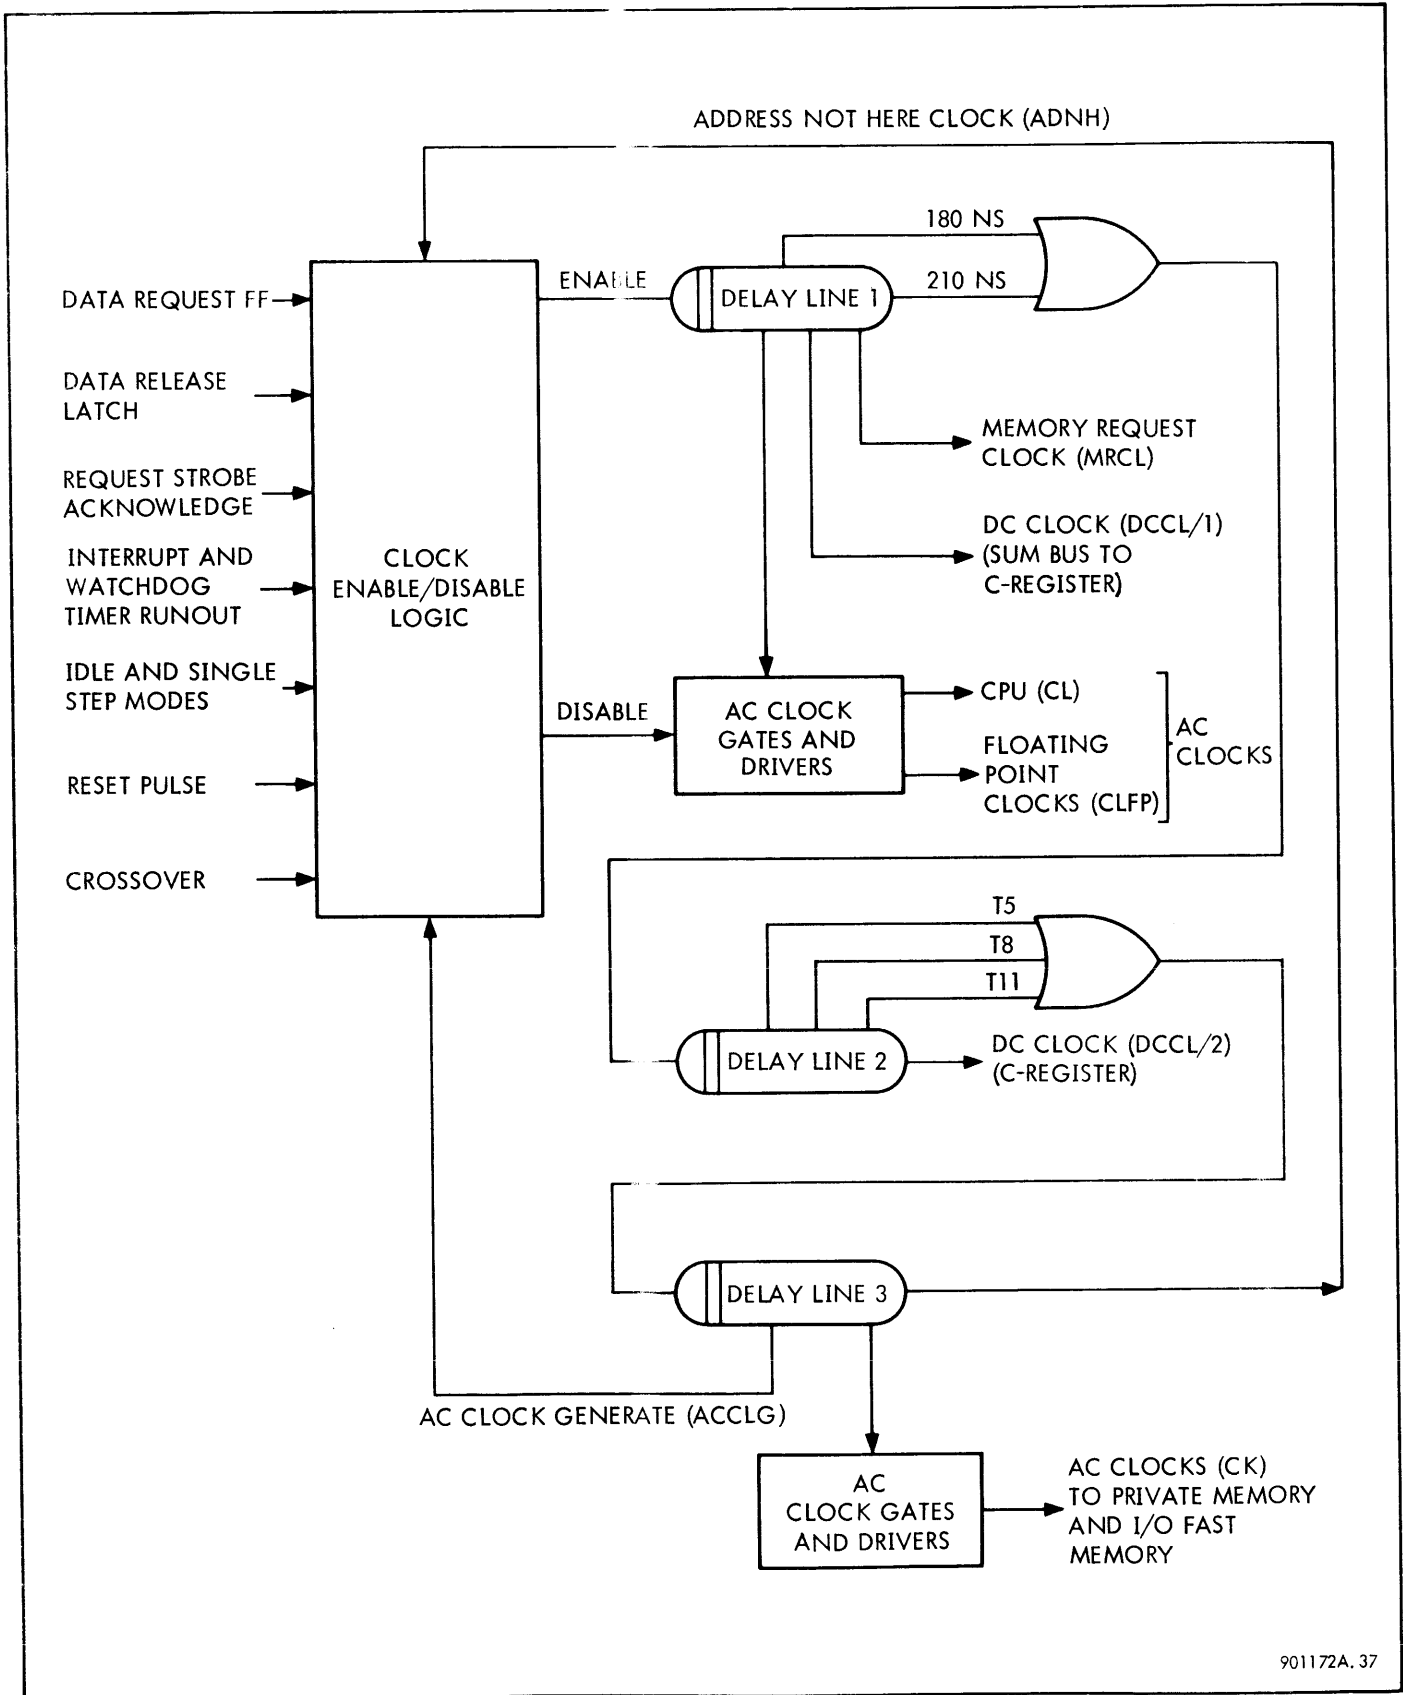 ADDRESS NOT HERE CLOCK (ADNH)
180 NS
ENABLE
DELAY LINE 1
210 NS
DATA REQUEST FF
DATA RELEASE
LATCH
REQUEST STROBE
ACKNOWLEDGE
INTERRUPT AND
WATCHDOG
TIMER RUNOUT
IDLE AND SINGLE
STEP MODES
RESET PULSE
CROSSOVER
CLOCK
ENABLE/DISABLE
LOGIC
MEMORY REQUEST
CLOCK (MRCL)
DC CLOCK (DCCL/1)
(SUM BUS TO
C-REGISTER)
DISABLE
AC CLOCK
GATES AND
DRIVERS
CPU (CL)
FLOATING
POINT
CLOCKS (CLFP)
AC
CLOCKS
T5
T8
T11
DELAY LINE 2
DC CLOCK (DCCL/2)
(C-REGISTER)
DELAY LINE 3
AC CLOCK GENERATE (ACCLG)
AC
CLOCK GATES
AND DRIVERS
AC CLOCKS (CK)
TO PRIVATE MEMORY
AND I/O FAST
MEMORY
901172A.37